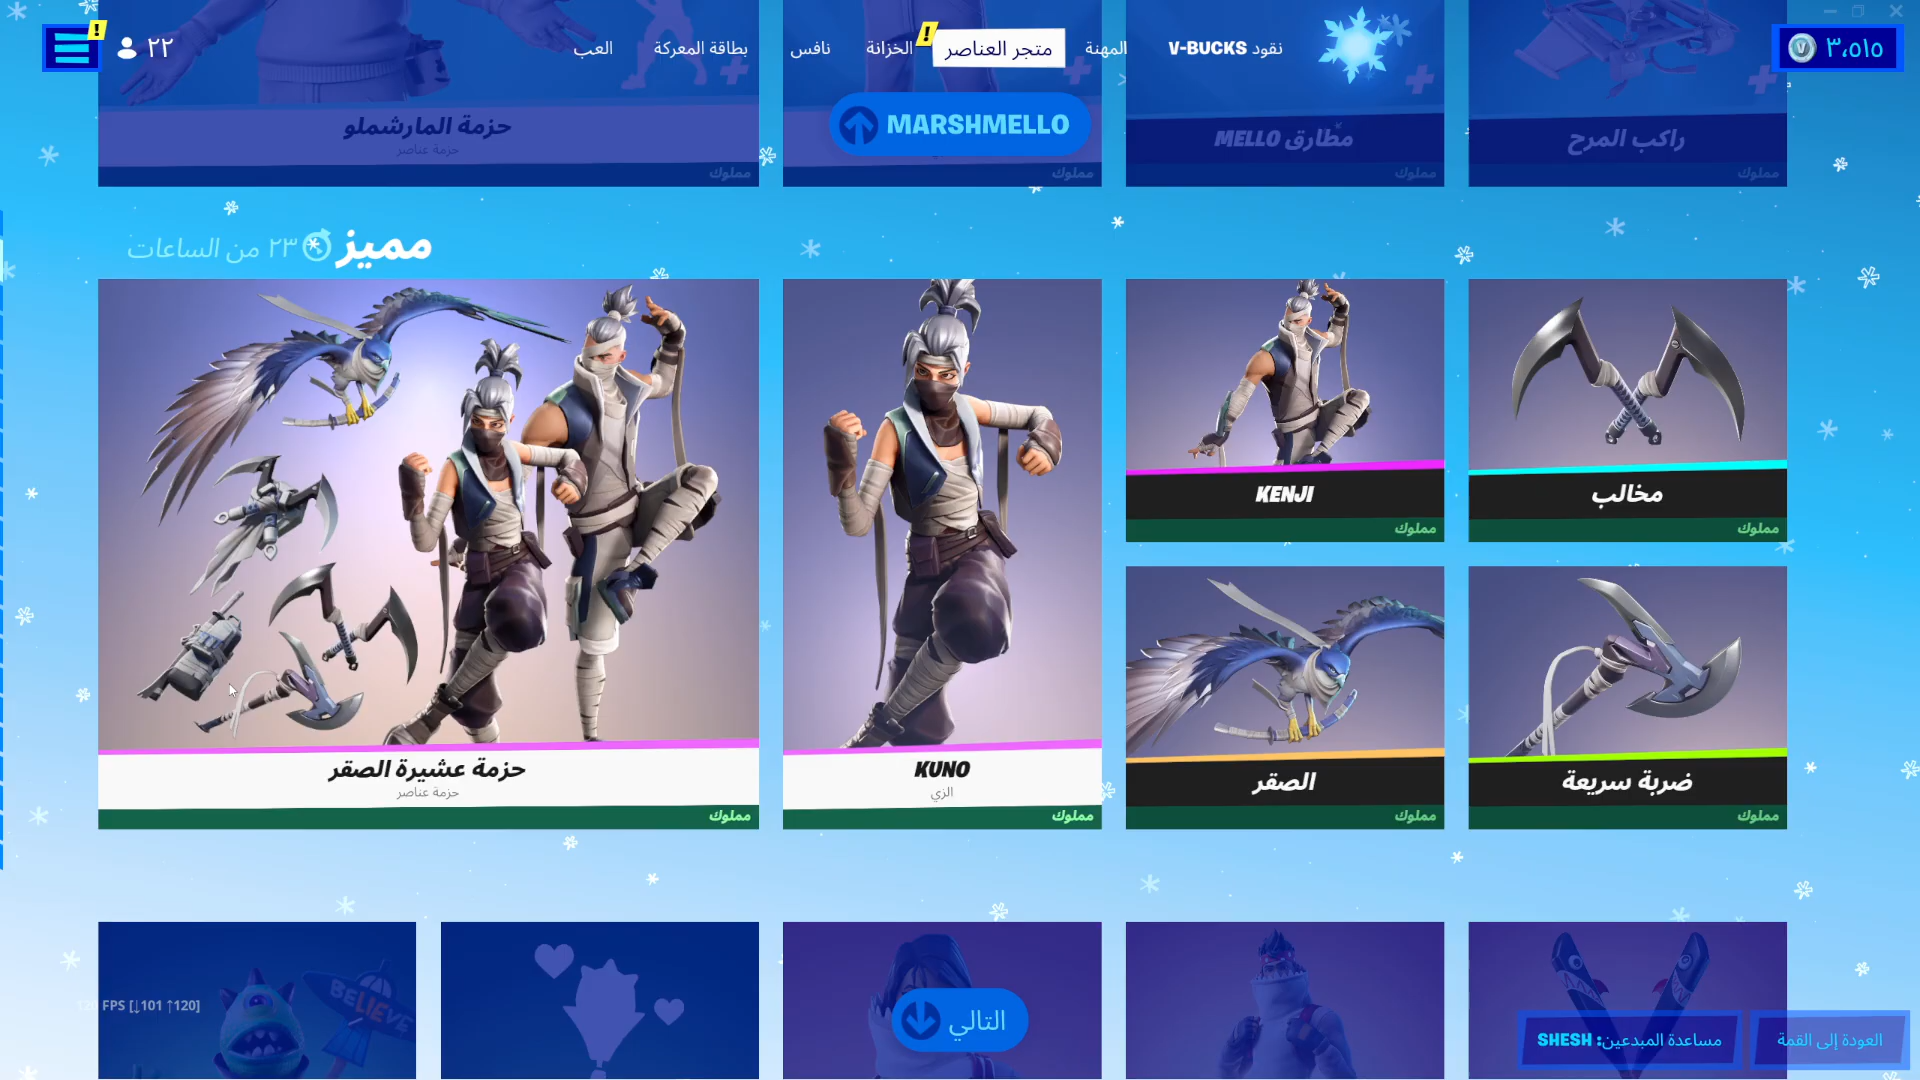 !
٢٢
العب
بطاقة المعركة
نافس
الخزانة
!
متجر العناصر
المهنة
نقود V-BUCKS
٣،٥١٥
MARSHMELLO
حزمة المارشملو
حزمة عناصر
مملوك
مملوك
مطارق MELLO
مملوك
راكب المرح
مملوك
مميز
٢٣ من الساعات
حزمة عشيرة الصقر
حزمة عناصر
مملوك
KUNO
الزي
مملوك
KENJI
مملوك
مخالب
مملوك
الصقر
مملوك
ضربة سريعة
مملوك
BELIEVE
120 FPS [↓101 ↑120]
التالي
مساعدة المبدعين: SHESH
العودة إلى القمة